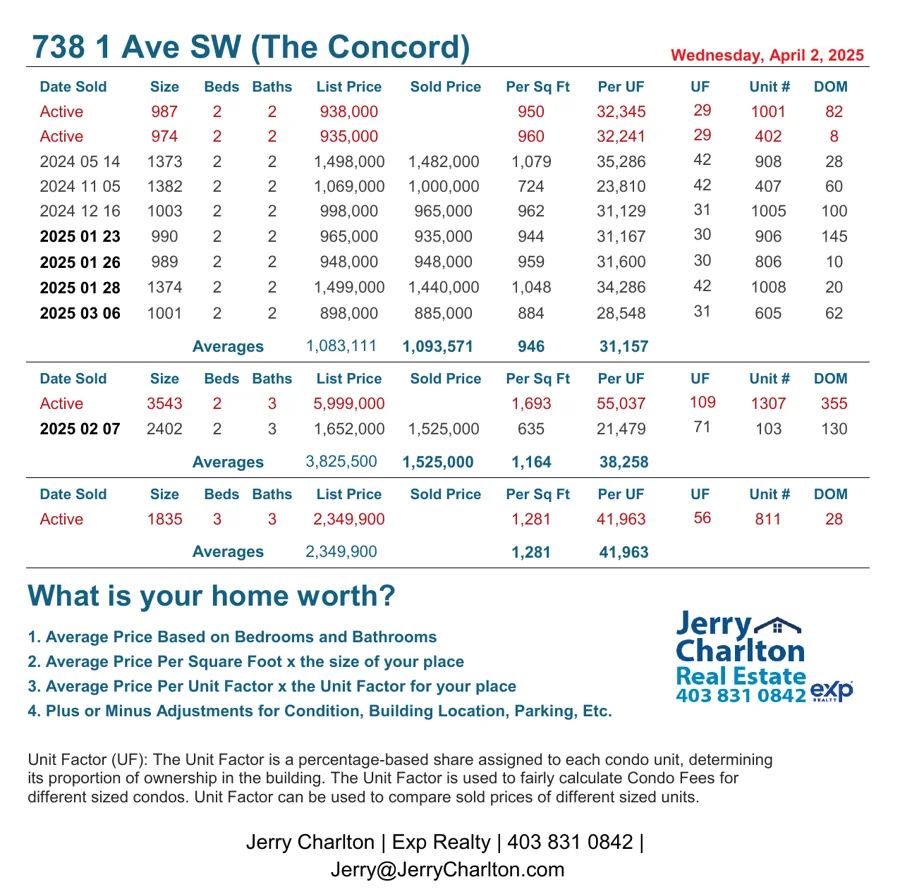 738 1 Ave SW (The Concord)
Wednesday, April 2, 2025
Date Sold Size Beds Baths List Price Sold Price Per Sq Ft Per UF UF Unit # DOM
Active 987 2 2 938,000 950 32,345 29 1001 82
Active 974 2 2 935,000 960 32,241 29 402 8
2024 05 14 1373 2 2 1,498,000 1,482,000 1,079 35,286 42 908 28
2024 11 05 1382 2 2 1,069,000 1,000,000 724 23,810 42 407 60
2024 12 16 1003 2 2 998,000 965,000 962 31,129 31 1005 100
2025 01 23 990 2 2 965,000 935,000 944 31,167 30 906 145
2025 01 26 989 2 2 948,000 948,000 959 31,600 30 806 10
2025 01 28 1374 2 2 1,499,000 1,440,000 1,048 34,286 42 1008 20
2025 03 06 1001 2 2 898,000 885,000 884 28,548 31 605 62
Averages 1,083,111 1,093,571 946 31,157
Date Sold Size Beds Baths List Price Sold Price Per Sq Ft Per UF UF Unit # DOM
Active 3543 2 3 5,999,000 1,693 55,037 109 1307 355
2025 02 07 2402 2 3 1,652,000 1,525,000 635 21,479 71 103 130
Averages 3,825,500 1,525,000 1,164 38,258
Date Sold Size Beds Baths List Price Sold Price Per Sq Ft Per UF UF Unit # DOM
Active 1835 3 3 2,349,900 1,281 41,963 56 811 28
Averages 2,349,900 1,281 41,963
What is your home worth?
1. Average Price Based on Bedrooms and Bathrooms
2. Average Price Per Square Foot x the size of your place
3. Average Price Per Unit Factor x the Unit Factor for your place
4. Plus or Minus Adjustments for Condition, Building Location, Parking, Etc.
Jerry
Charlton
Real Estate
403 831 0842
exp
REALTY
Unit Factor (UF): The Unit Factor is a percentage-based share assigned to each condo unit, determining
its proportion of ownership in the building. The Unit Factor is used to fairly calculate Condo Fees for
different sized condos. Unit Factor can be used to compare sold prices of different sized units.
Jerry Charlton | Exp Realty | 403 831 0842 |
Jerry@JerryCharlton.com